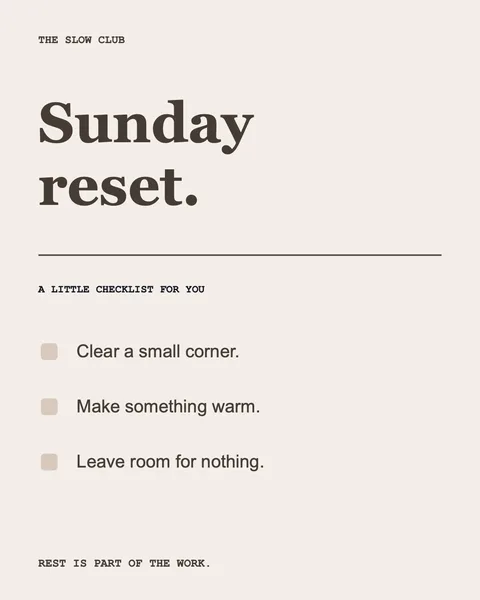 THE SLOW CLUB
Sunday
reset.
A LITTLE CHECKLIST FOR YOU
Clear a small corner.
Make something warm.
Leave room for nothing.
REST IS PART OF THE WORK.